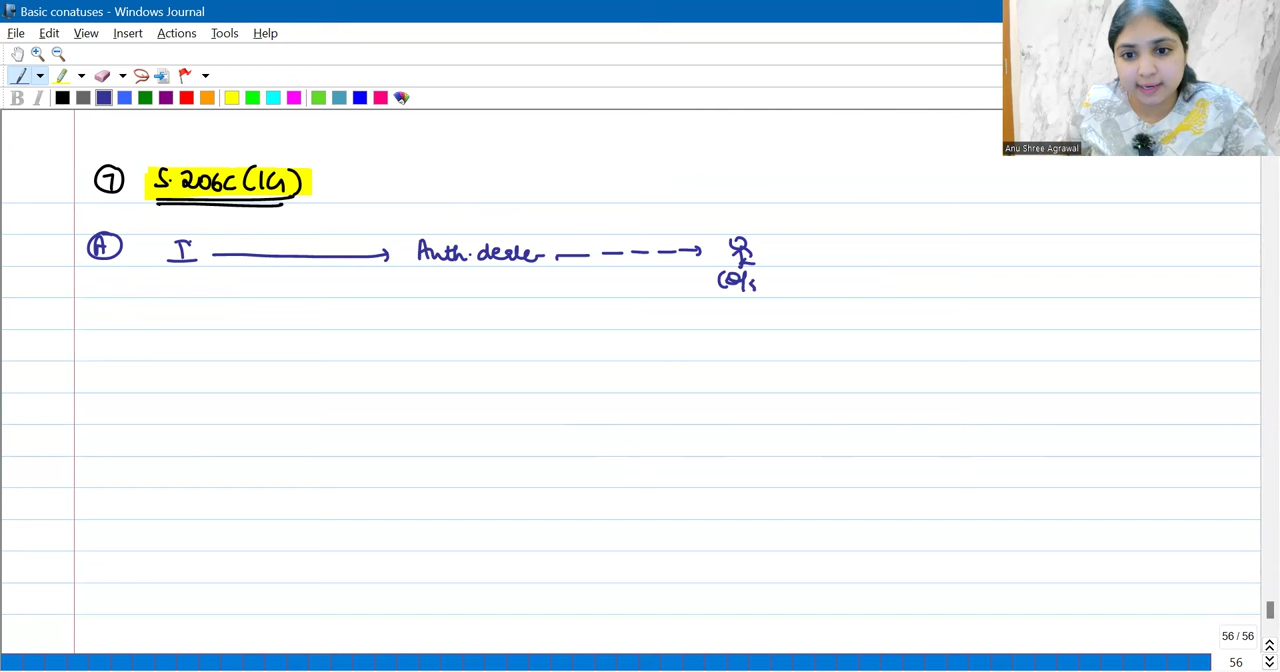 Basic conatuses - Windows Journal
File Edit View Insert Actions Tools Help
B I
Anu Shree Agrawal
7 S. 206C (1G)
A I Auth. dealer
56 / 56
56